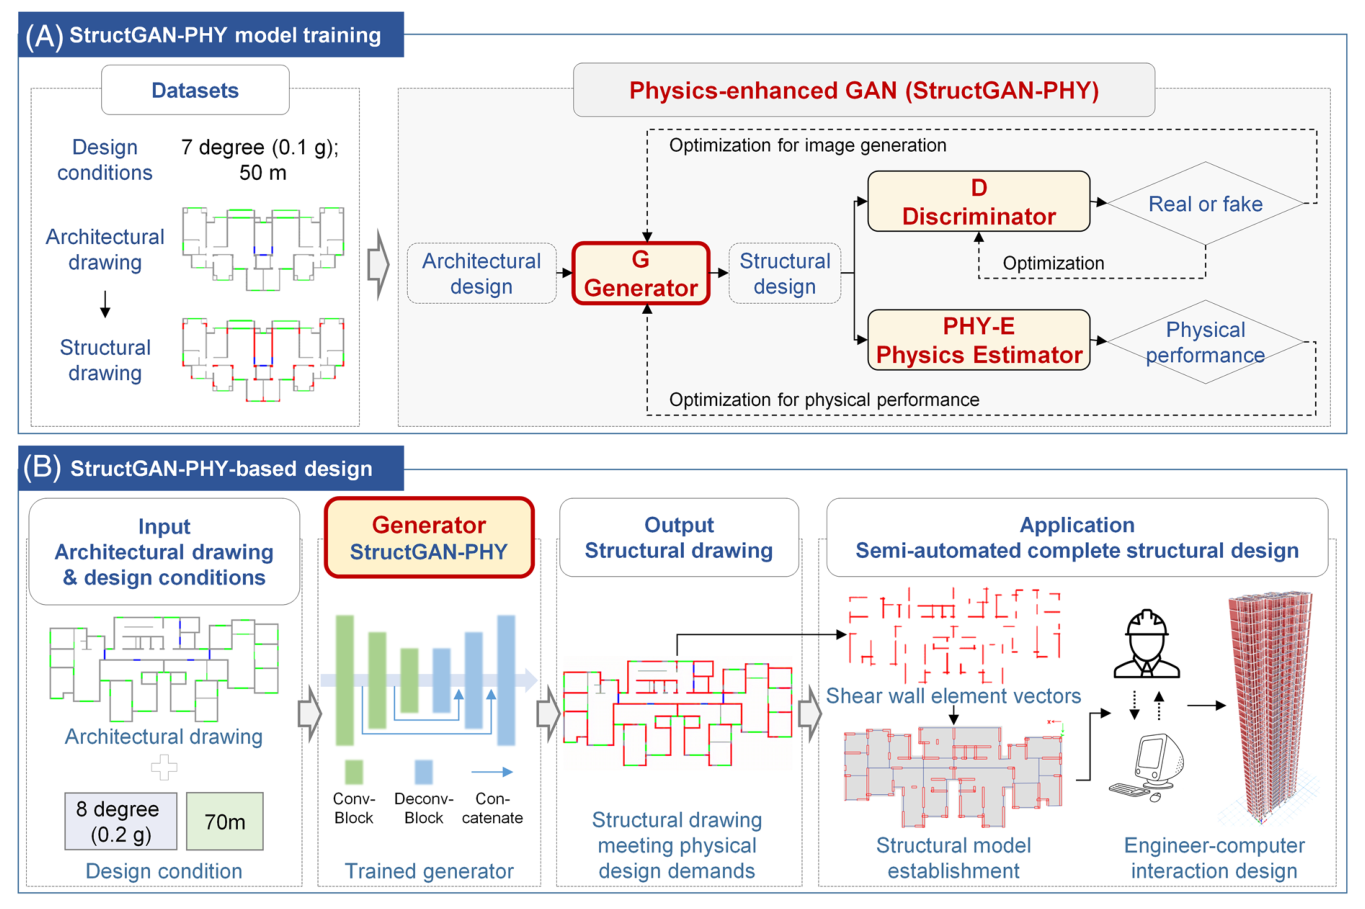 (A) StructGAN-PHY model training
Datasets
Design
conditions
7 degree (0.1 g);
50 m
Architectural
drawing
Structural
drawing
Physics-enhanced GAN (StructGAN-PHY)
Optimization for image generation
Architectural
design
G
Generator
Structural
design
D
Discriminator
Real or fake
Optimization
PHY-E
Physics Estimator
Physical
performance
Optimization for physical performance
(B) StructGAN-PHY-based design
Input
Architectural drawing
& design conditions
Architectural drawing
8 degree
(0.2 g)
70m
Design condition
Generator
StructGAN-PHY
Conv-
Block
Deconv-
Block
Con-
catenate
Trained generator
Output
Structural drawing
Structural drawing
meeting physical
design demands
Application
Semi-automated complete structural design
Shear wall element vectors
Structural model
establishment
Engineer-computer
interaction design